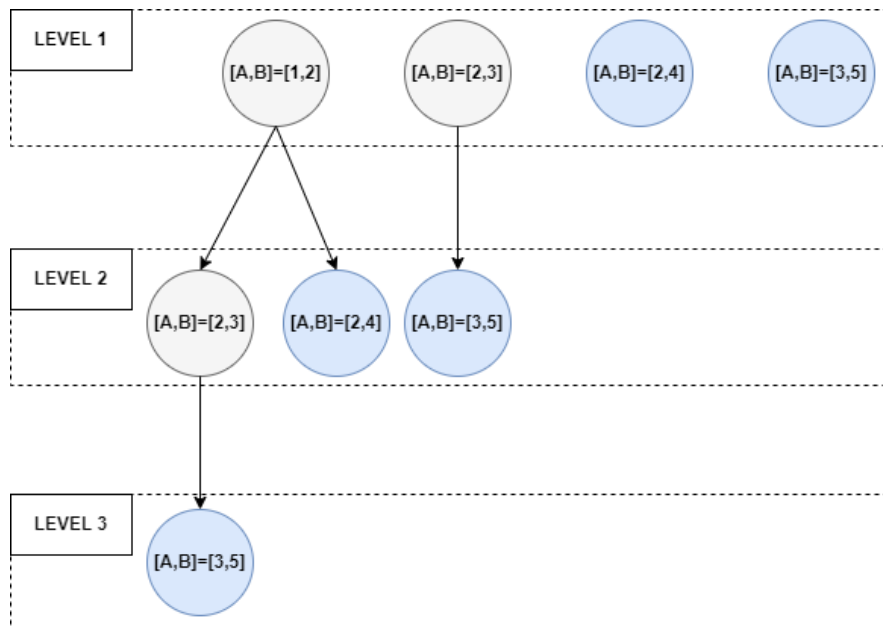 LEVEL 1
[A,B]=[1,2]
[A,B]=[2,3]
[A,B]=[2,4]
[A,B]=[3,5]
LEVEL 2
[A,B]=[2,3]
[A,B]=[2,4]
[A,B]=[3,5]
LEVEL 3
[A,B]=[3,5]